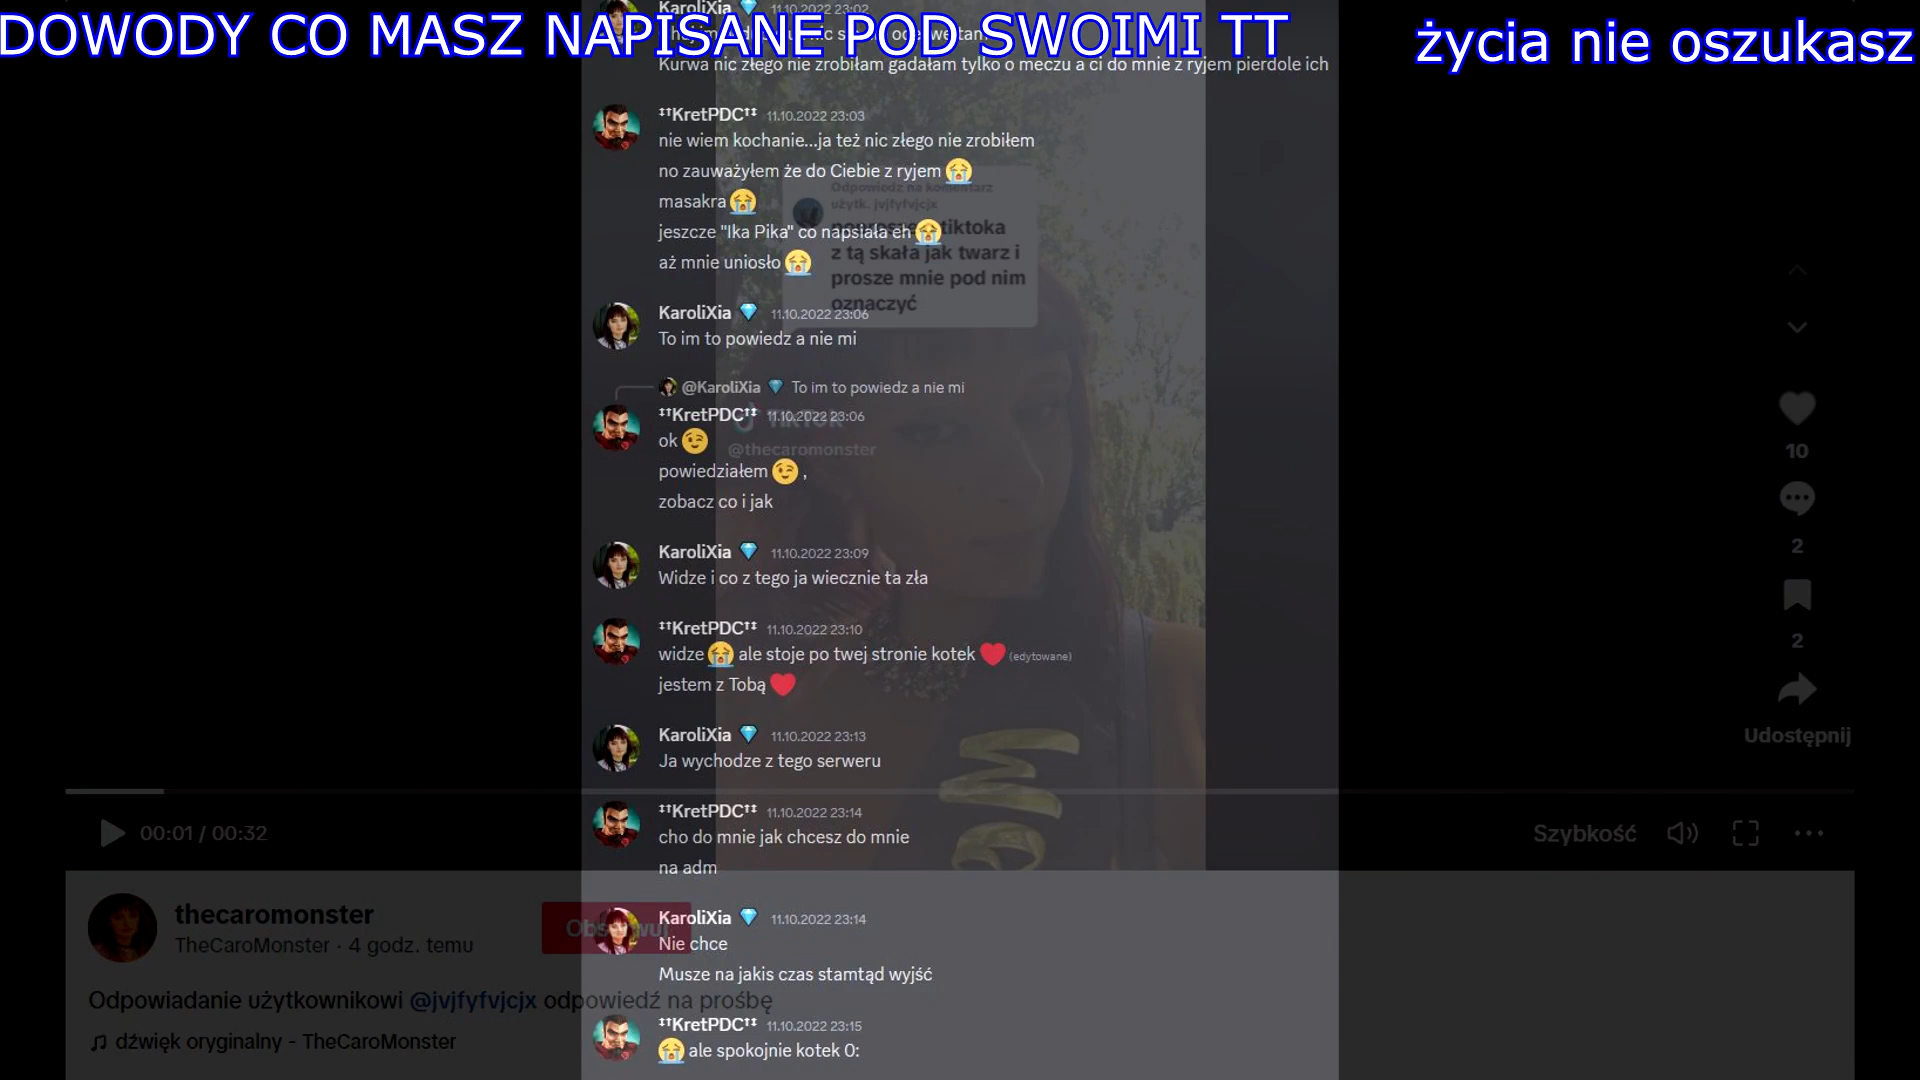 DOWODY CO MASZ NAPISANE POD SWOIMI TT
życia nie oszukasz
KaroliXia 11.10.2022 23:02
Kurwa nic złego nie zrobiłam gadałam tylko o meczu a ci do mnie z ryjem pierdole ich
‡†KretPDC†‡ 11.10.2022 23:03
nie wiem kochanie...ja też nic złego nie zrobiłem
no zauważyłem że do Ciebie z ryjem 😭
masakra 😭
jeszcze "Ika Pika" co napsiała eh 😭
aż mnie uniosło 😭
Odpowiedz na komentarz
użytk. jvjfyfvjcjx
tiktoka
z tą skała jak twarz i
prosze mnie pod nim
oznaczyć
KaroliXia 💎 11.10.2022 23:06
To im to powiedz a nie mi
@KaroliXia 💎 To im to powiedz a nie mi
‡†KretPDC†‡ 11.10.2022 23:06
ok 😉
powiedziałem 😉 ,
zobacz co i jak
TikTok
@thecaromonster
KaroliXia 💎 11.10.2022 23:09
Widze i co z tego ja wiecznie ta zła
‡†KretPDC†‡ 11.10.2022 23:10
widze 😭 ale stoje po twej stronie kotek ❤ (edytowane)
jestem z Tobą ❤
KaroliXia 💎 11.10.2022 23:13
Ja wychodze z tego serweru
‡†KretPDC†‡ 11.10.2022 23:14
cho do mnie jak chcesz do mnie
na adm
KaroliXia 💎 11.10.2022 23:14
Nie chce
Musze na jakis czas stamtąd wyjść
‡†KretPDC†‡ 11.10.2022 23:15
😭 ale spokojnie kotek 0:
10
2
2
Udostępnij
00:01 / 00:32
Szybkość
thecaromonster
TheCaroMonster · 4 godz. temu
Obserwuj
Odpowiadanie użytkownikowi @jvjfyfvjcjx odpowiedź na prośbę
dźwięk oryginalny - TheCaroMonster